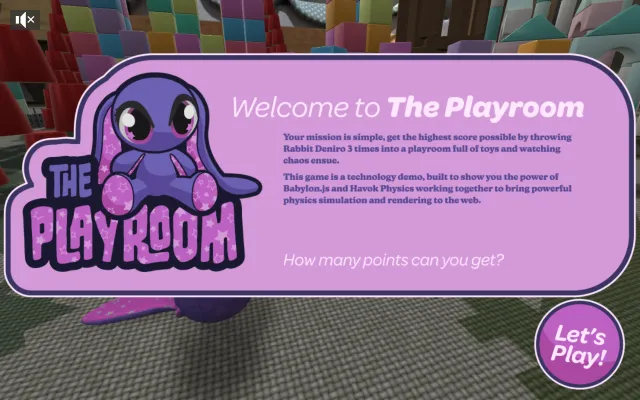 Welcome to The Playroom
Your mission is simple, get the highest score possible by throwing
Rabbit Deniro 3 times into a playroom full of toys and watching
chaos ensue.
This game is a technology demo, built to show you the power of
Babylon.js and Havok Physics working together to bring powerful
physics simulation and rendering to the web.
How many points can you get?
THE
PLAYROOM
Let's
Play!